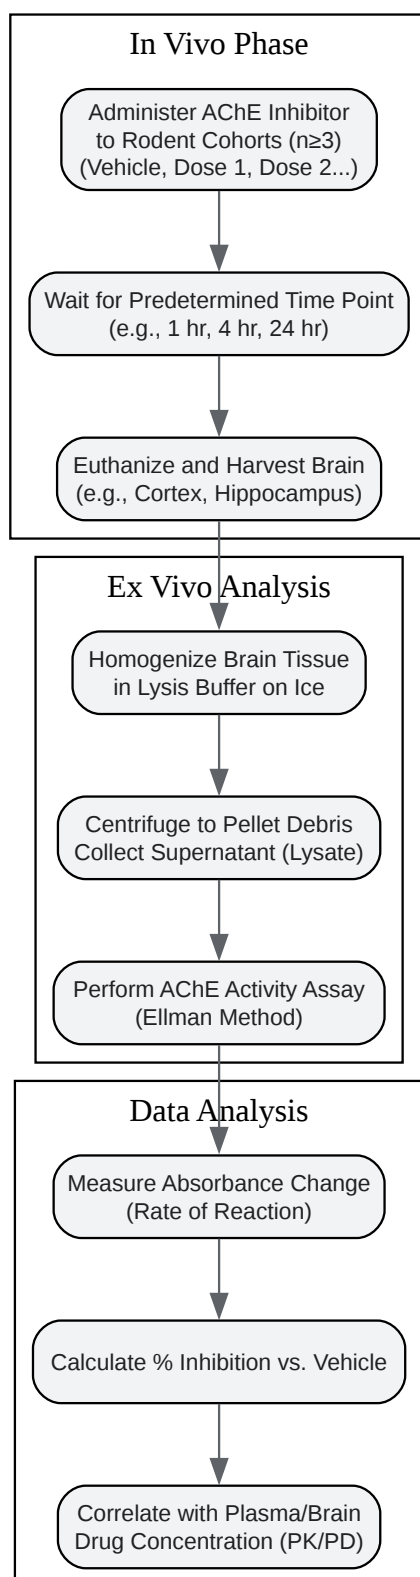 In Vivo Phase
Administer AChE Inhibitor
to Rodent Cohorts (n≥3)
(Vehicle, Dose 1, Dose 2...)
Wait for Predetermined Time Point
(e.g., 1 hr, 4 hr, 24 hr)
Euthanize and Harvest Brain
(e.g., Cortex, Hippocampus)
Ex Vivo Analysis
Homogenize Brain Tissue
in Lysis Buffer on Ice
Centrifuge to Pellet Debris
Collect Supernatant (Lysate)
Perform AChE Activity Assay
(Ellman Method)
Data Analysis
Measure Absorbance Change
(Rate of Reaction)
Calculate % Inhibition vs. Vehicle
Correlate with Plasma/Brain
Drug Concentration (PK/PD)